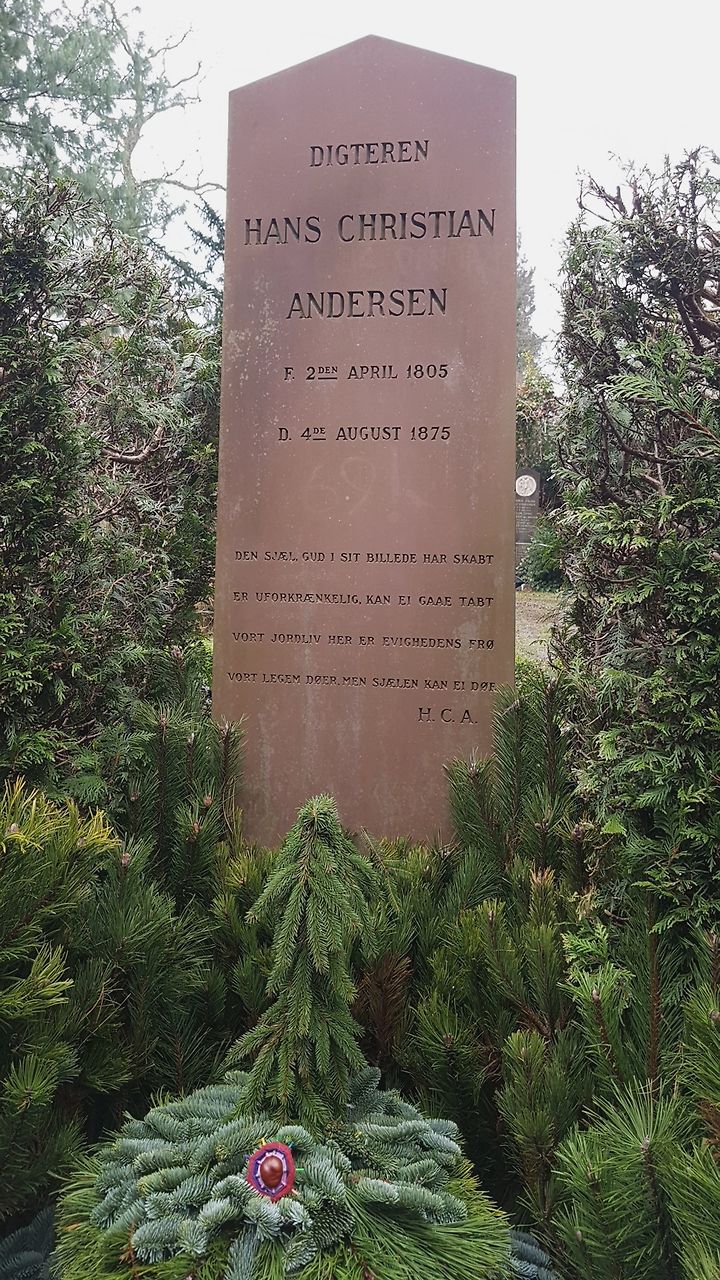 DIGTEREN
HANS CHRISTIAN
ANDERSEN
F. 2DEN APRIL 1805
D. 4DE AUGUST 1875
DEN SJÆL, GUD I SIT BILLEDE HAR SKABT
ER UFORKRÆNKELIG, KAN EI GAAE TABT
VORT JORDLIV HER ER EVIGHEDENS FRØ
VORT LEGEM DØER, MEN SJÆLEN KAN EI DØE.
H. C. A.